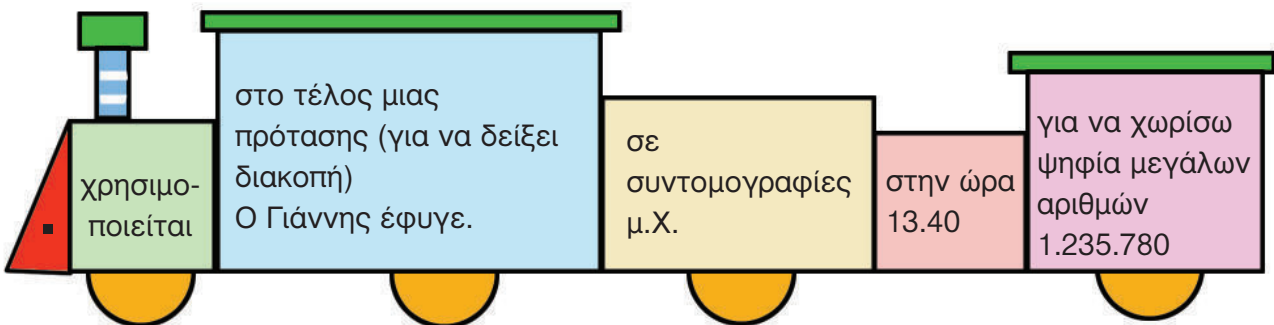 .
χρησιμο-
ποιείται
στο τέλος μιας
πρότασης (για να δείξει
διακοπή)
Ο Γιάννης έφυγε.
σε
συντομογραφίες
μ.Χ.
στην ώρα
13.40
για να χωρίσω
ψηφία μεγάλων
αριθμών
1.235.780